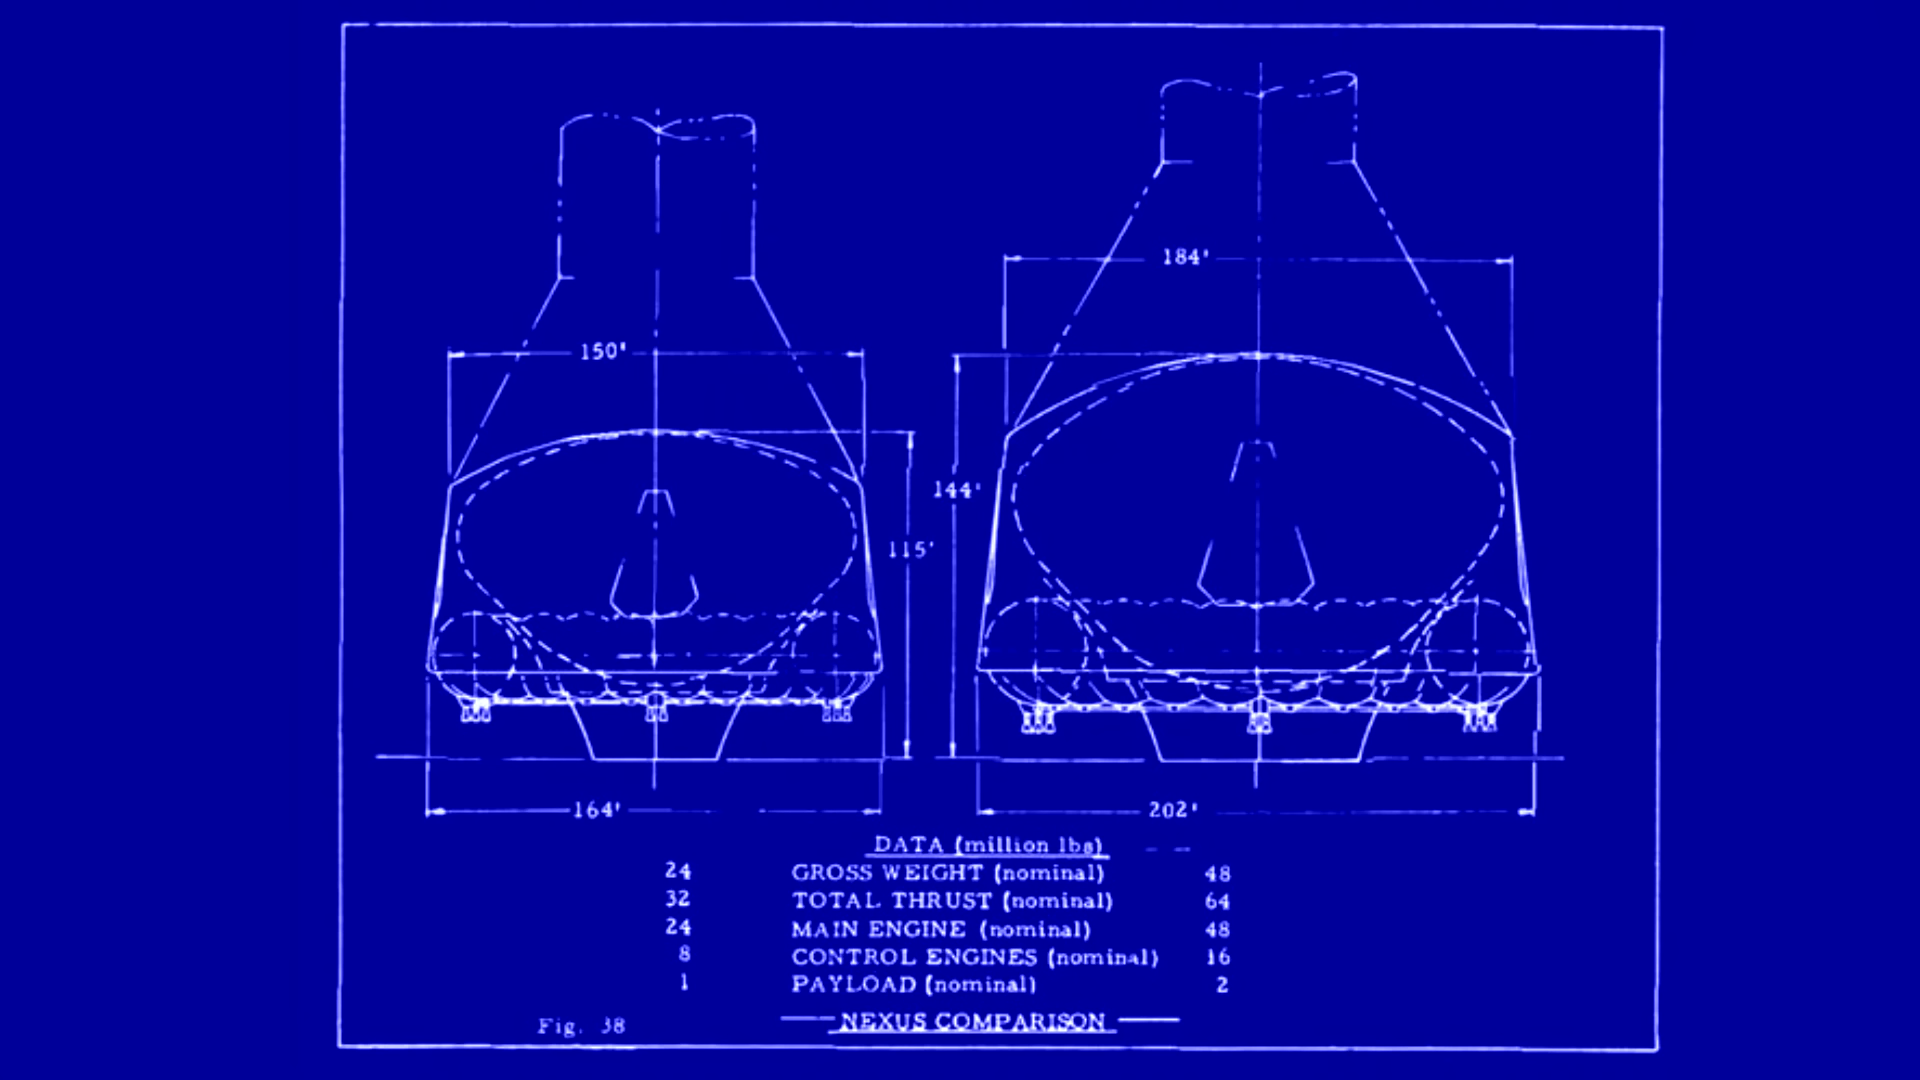 184'
150'
144'
115'
164'
202'
DATA (million lbs)
24 GROSS WEIGHT (nominal) 48
32 TOTAL THRUST (nominal) 64
24 MAIN ENGINE (nominal) 48
8 CONTROL ENGINES (nominal) 16
1 PAYLOAD (nominal) 2
NEXUS COMPARISON
Fig. 38